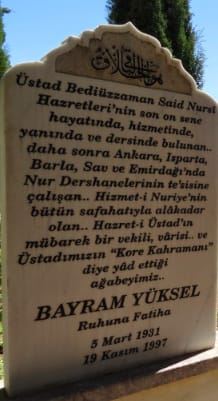 هو الباقي
Üstad Bediüzzaman Said Nursi
Hazretleri'nin son on sene
hayatında, hizmetinde,
yanında ve dersinde bulunan..
daha sonra Ankara, Isparta,
Barla, Sav ve Emirdağı'nda
Nur Dershanelerinin te'sisine
çalışan.. Hizmet-i Nuriye'nin
bütün safahatıyla alâkadar
olan.. Hazret-i Üstad'ın
mübarek bir vekili, vârisi.. ve
Üstadımızın "Kore Kahramanı"
diye yâd ettiği
ağabeyimiz..
BAYRAM YÜKSEL
Ruhuna Fatiha
5 Mart 1931
19 Kasım 1997